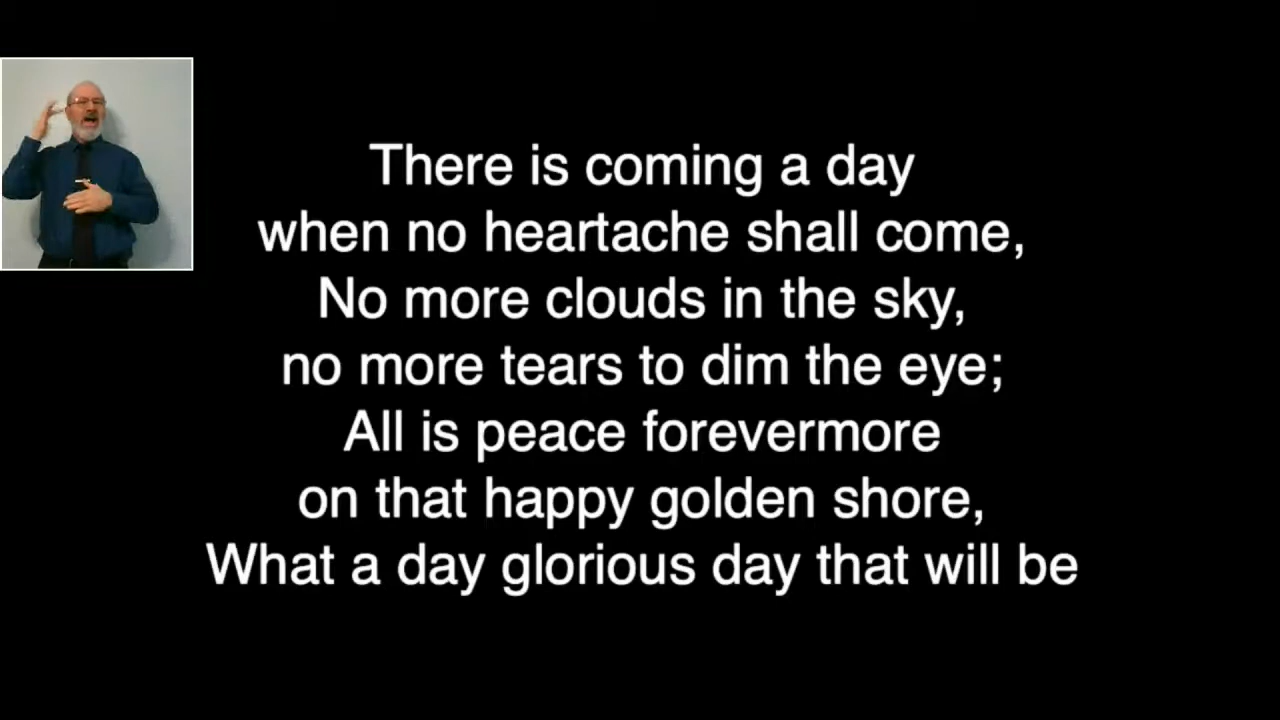 There is coming a day
when no heartache shall come,
No more clouds in the sky,
no more tears to dim the eye;
All is peace forevermore
on that happy golden shore,
What a day glorious day that will be